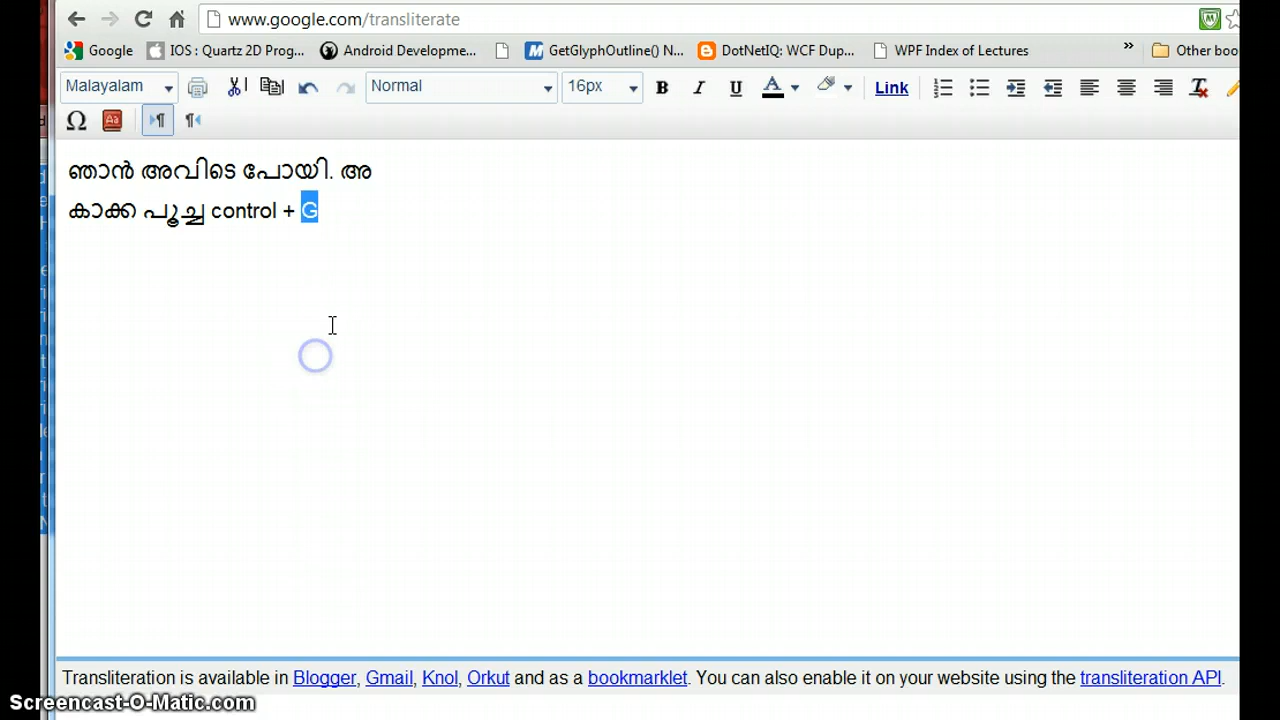 www.google.com/transliterate
Google IOS : Quartz 2D Prog... Android Developme... GetGlyphOutline() N... DotNetIQ: WCF Dup... WPF Index of Lectures » Other boo
Malayalam Normal 16px B I U A Link
Ω Aa
ഞാൻ അവിടെ പോയി. അ
കാക്ക പൂച്ച control + G
Transliteration is available in Blogger, Gmail, Knol, Orkut and as a bookmarklet. You can also enable it on your website using the transliteration API.
Screencast-O-Matic.com